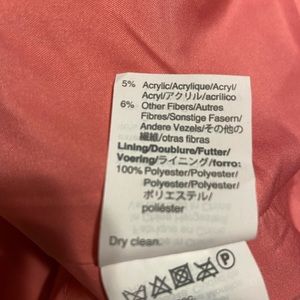 5% Acrylic/Acrylique/Acryl/
Acryl/アクリル/acrílico
6% Other Fibers/Autres
Fibres/Sonstige Fasern/
Andere Vezels/その他の
繊維/otras fibras
Lining/Doublure/Futter/
Voering/ライニング/forro:
100% Polyester/Polyester/
Polyester/Polyester/
ポリエステル/
poliéster
Dry clean.
P